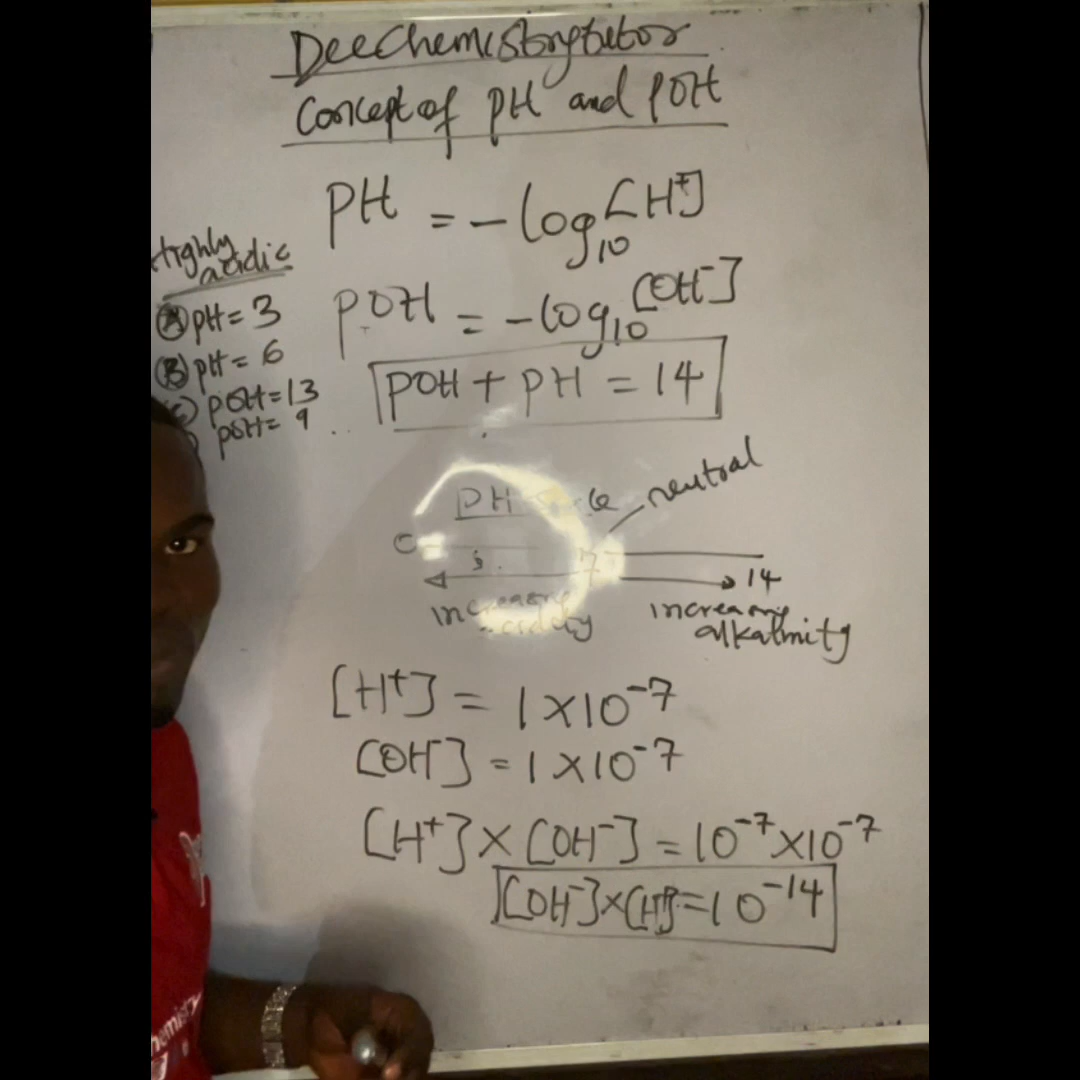 Deechemistrytutor
Concept of pH and pOH
pH = -log₁₀[H⁺]
Highly
acidic
(A) pH = 3
(B) pH = 6
(C) pOH = 13
pOH = 9
pOH = -log₁₀[OH⁻]
pOH + pH = 14
PH
neutral
0
7
14
increasing
acidity
increasing
alkalinity
[H⁺] = 1 × 10⁻⁷
[OH⁻] = 1 × 10⁻⁷
[H⁺] × [OH⁻] = 10⁻⁷ × 10⁻⁷
[OH⁻] × [H⁺] = 10⁻¹⁴